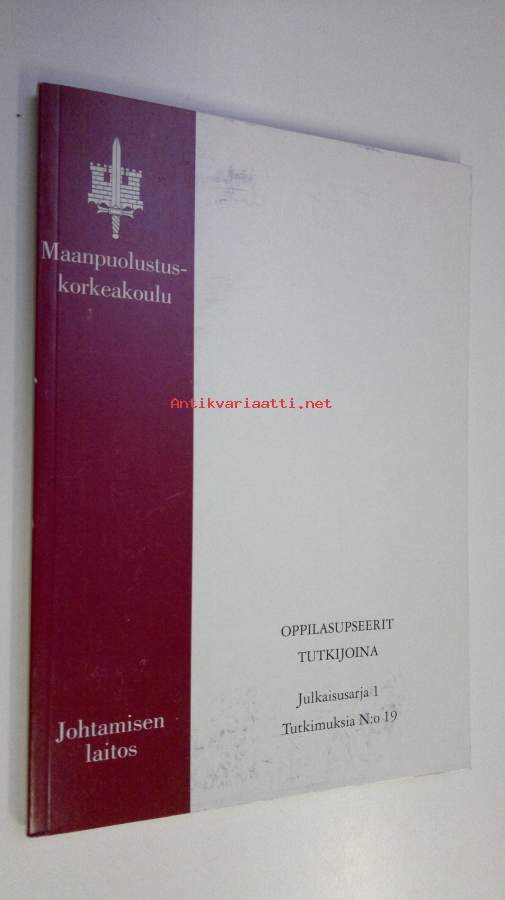 Maanpuolustus-
korkeakoulu
Antikvariaatti.net
OPPILASUPSEERIT
TUTKIJOINA
Julkaisusarja 1
Tutkimuksia N:o 19
Johtamisen
laitos